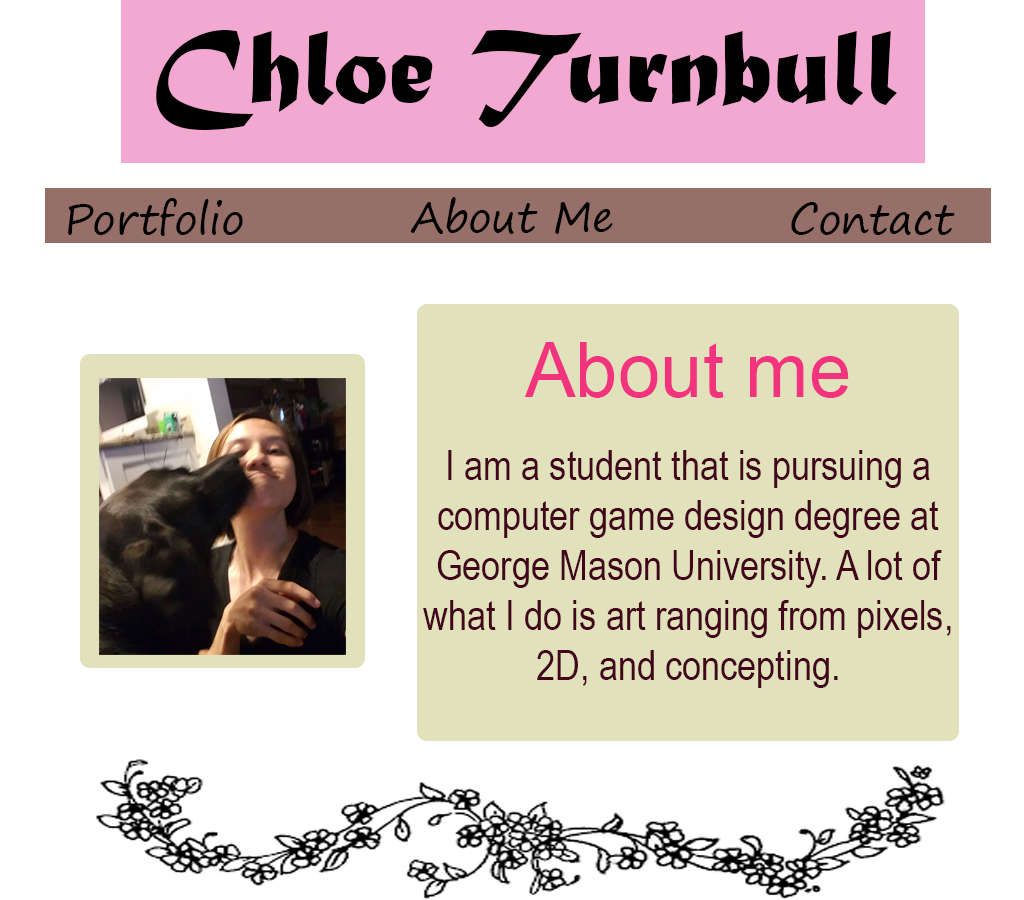 Chloe Turnbull
Portfolio About Me Contact
About me
I am a student that is pursuing a
computer game design degree at
George Mason University. A lot of
what I do is art ranging from pixels,
2D, and concepting.